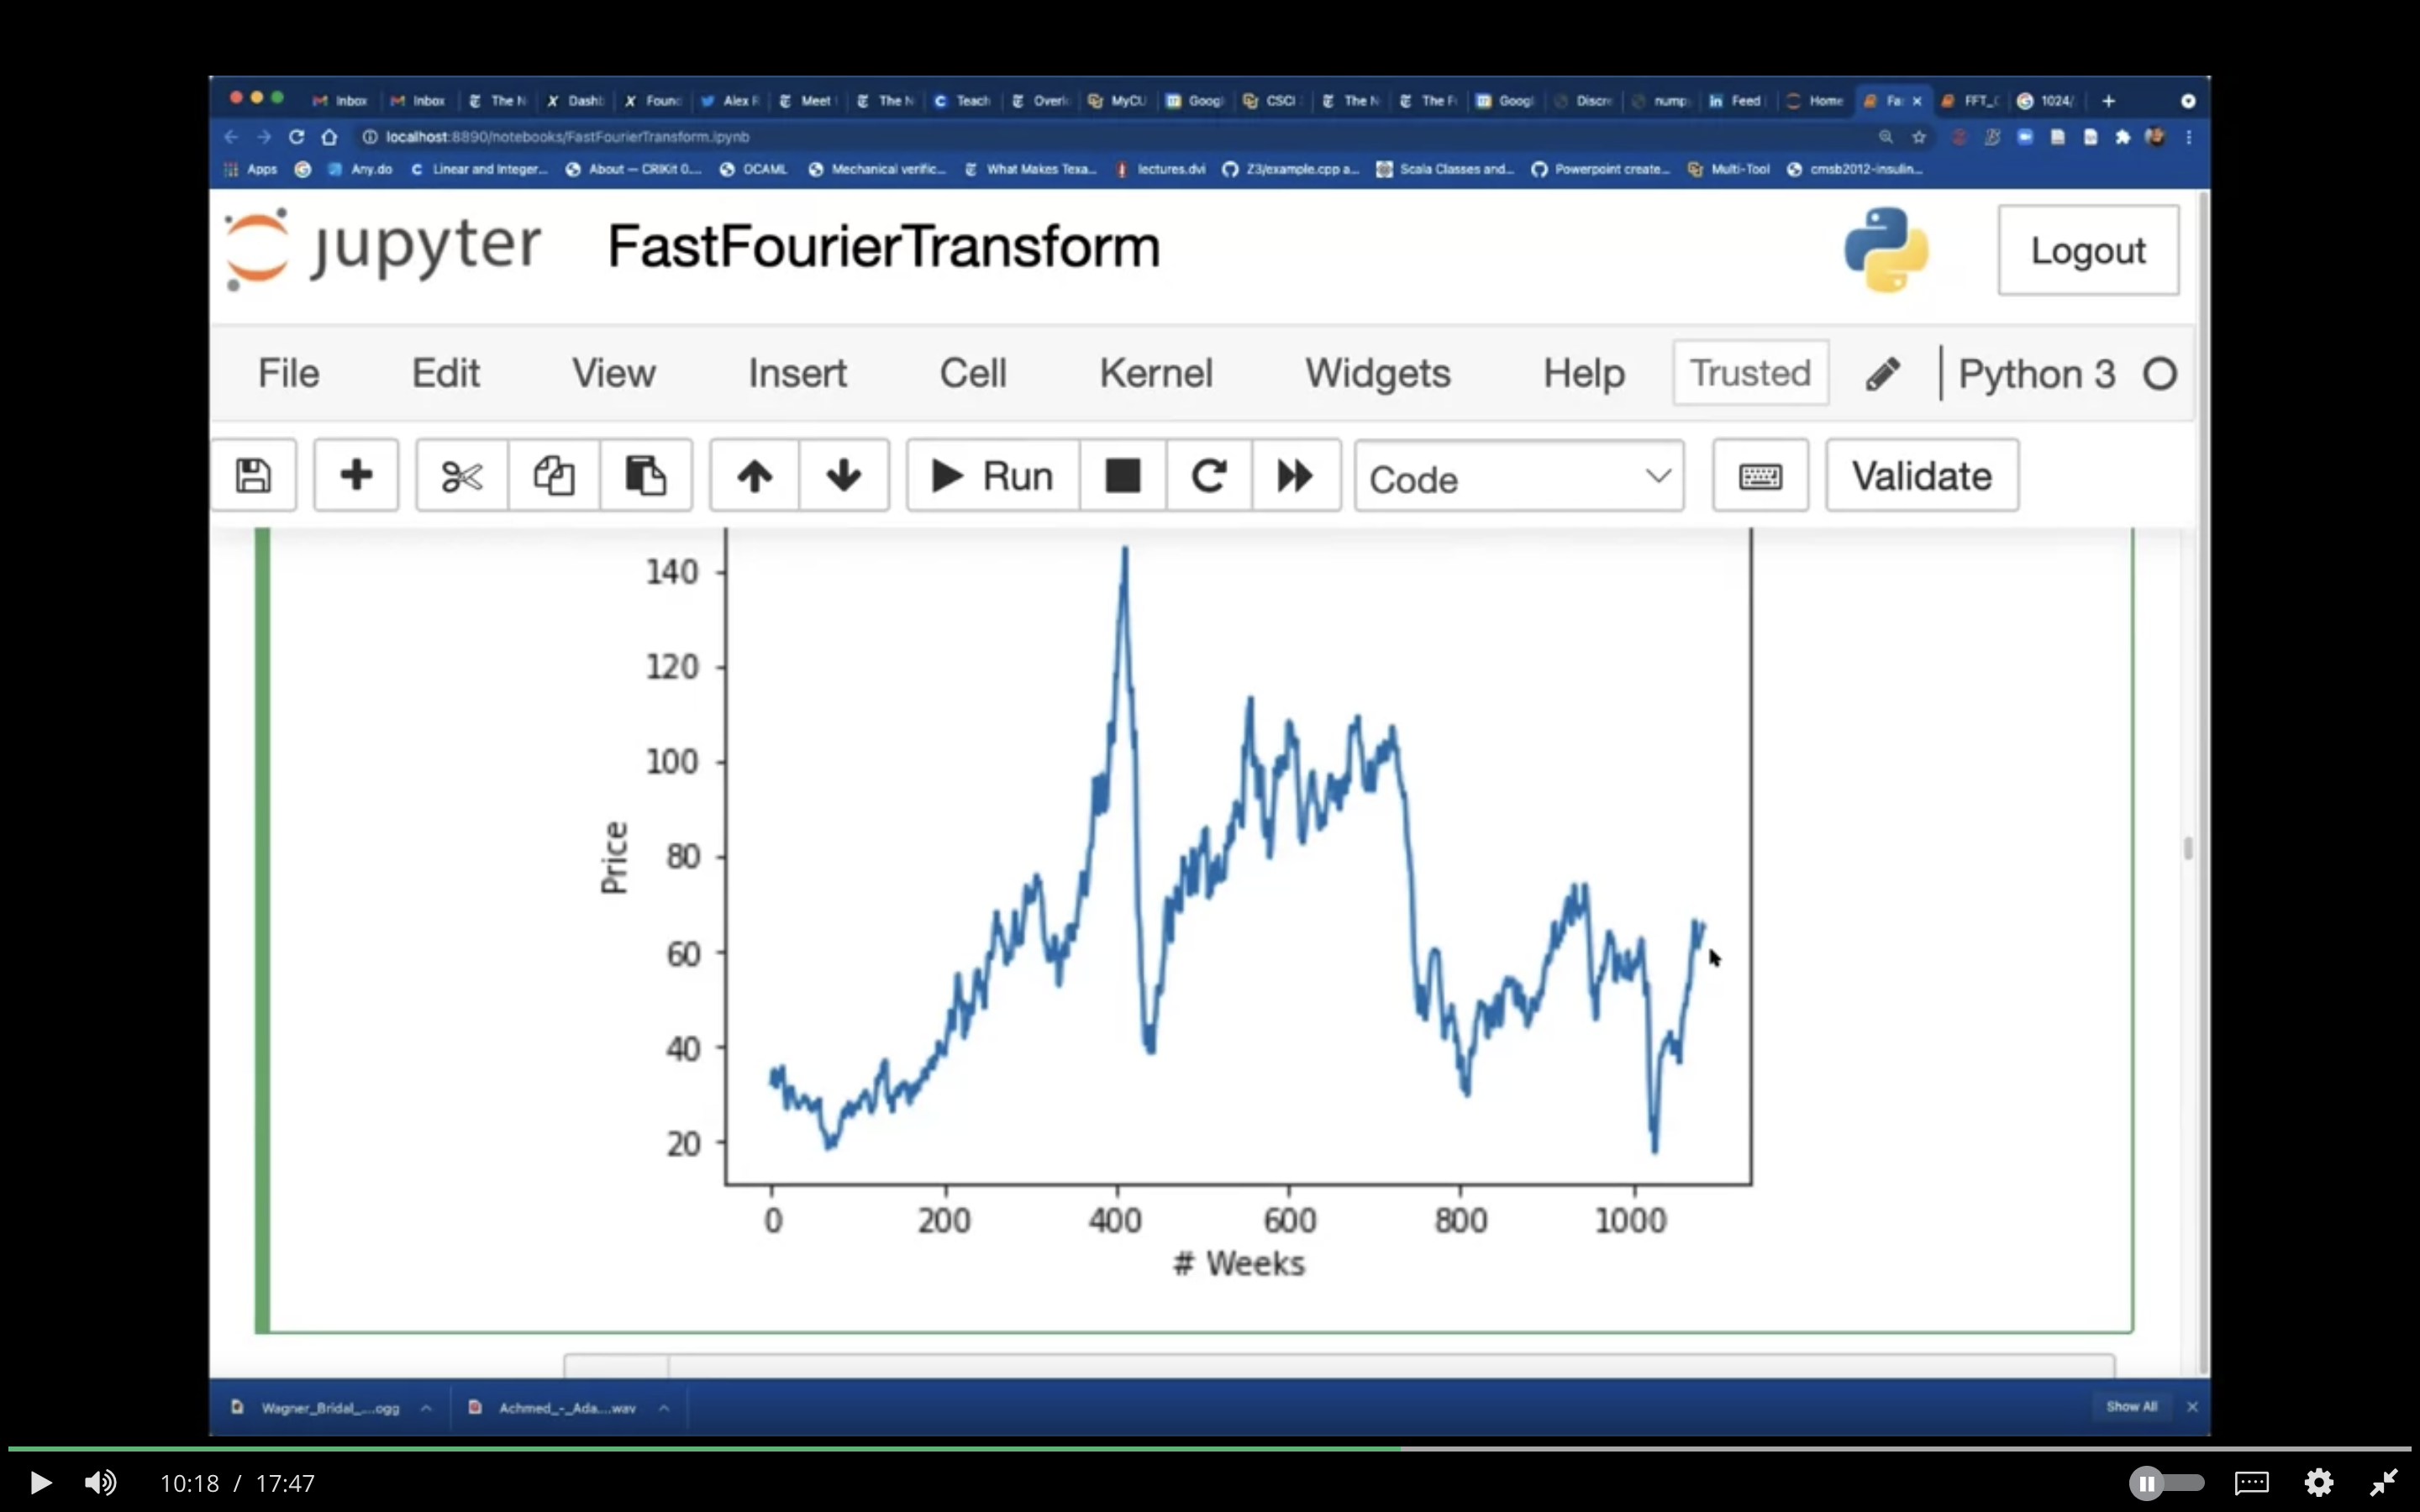 Inbox Inbox The N Dashb Found Alex R Meet The N Teach Overl MyCU Googl CSCI The N The F Googl Discre nump Feed Home Fa FFT_C 1024/
localhost:8890/notebooks/FastFourierTransform.ipynb
Apps Any.do Linear and Integer... About — CRIKit 0.... OCAML Mechanical verific... What Makes Texa... lectures.dvi Z3/example.cpp a... Scala Classes and... Powerpoint create... Multi-Tool cmsb2012-insulin...
jupyter FastFourierTransform Logout
File Edit View Insert Cell Kernel Widgets Help Trusted Python 3
Run Code Validate
140
120
100
80
60
40
20
Price
0 200 400 600 800 1000
# Weeks
Wagner_Bridal_....ogg Achmed_-_Ada....wav Show All
10:18 / 17:47